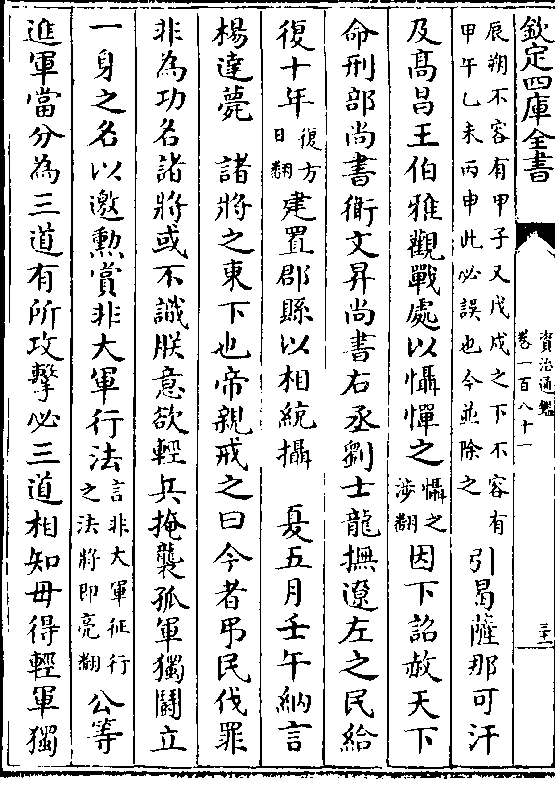 欽定四庫全書
資治通鑑
卷一百八十一
三十一
辰朔不容有甲子又戊戌之下不容有
甲午乙未丙申此必誤也今並除之
引曷薩那可汗
及髙昌王伯雅觀戰處以懾憚之懾之
涉翻因下詔赦天下
命刑部尚書衛文昇尚書右丞劉士龍撫遼左之民給
復十年復方
目翻建置郡縣以相統攝　夏五月壬午納言
楊達薨　諸將之東下也帝親戒之曰今者弔民伐罪
非為功名諸將或不識朕意欲輕兵掩襲孤軍獨鬭立
一身之名以邀勲賞非大軍行法言非大軍征行
之法將即亮翻公等
進軍當分為三道有所攻擊必三道相知毋得輕軍獨